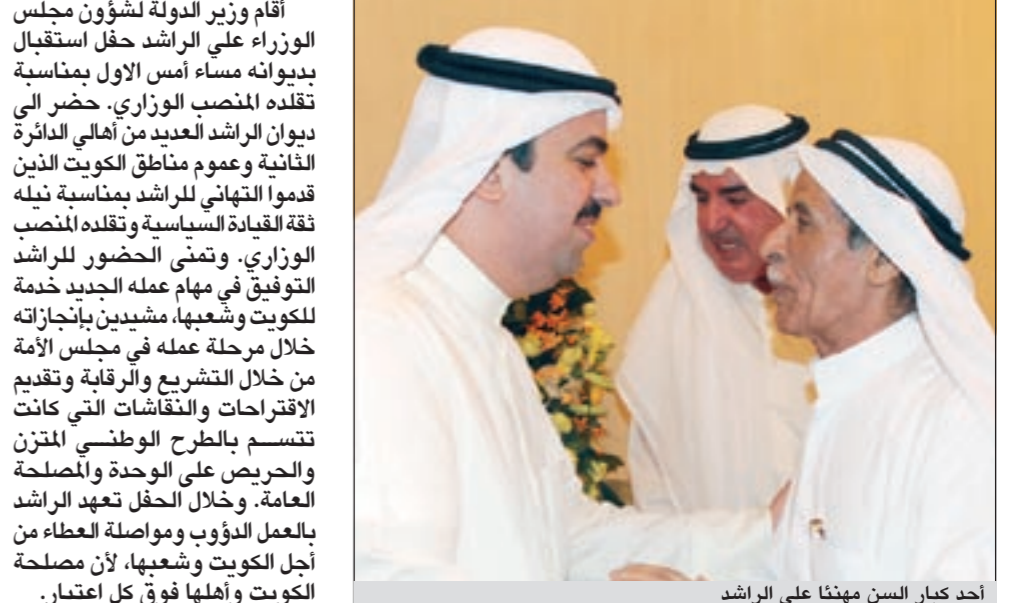 أقام وزير الدولة لشؤون مجلس
الوزراء علي الراشد حفل استقبال
بديوانه مساء أمس الاول بمناسبة
تقلده المنصب الوزاري. حضر الى
ديوان الراشد العديد من أهالي الدائرة
الثانية وعموم مناطق الكويت الذين
قدموا التهاني للراشد بمناسبة نيله
ثقة القيادة السياسية وتقلده المنصب
الوزاري. وتمنى الحضور للراشد
التوفيق في مهام عمله الجديد خدمة
للكويت وشعبها، مشيدين بإنجازاته
خلال مرحلة عمله في مجلس الأمة
من خلال التشريع والرقابة وتقديم
الاقتراحات والنقاشات التي كانت
تتســـم بالطرح الوطنـــي المتزن
والحريص على الوحدة والمصلحة
العامة. وخلال الحفل تعهد الراشد
بالعمل الدؤوب ومواصلة العطاء من
أجل الكويت وشعبها، لأن مصلحة
الكويت وأهلها فوق كل اعتبار.
أحد كبار السن مهنئا علي الراشد